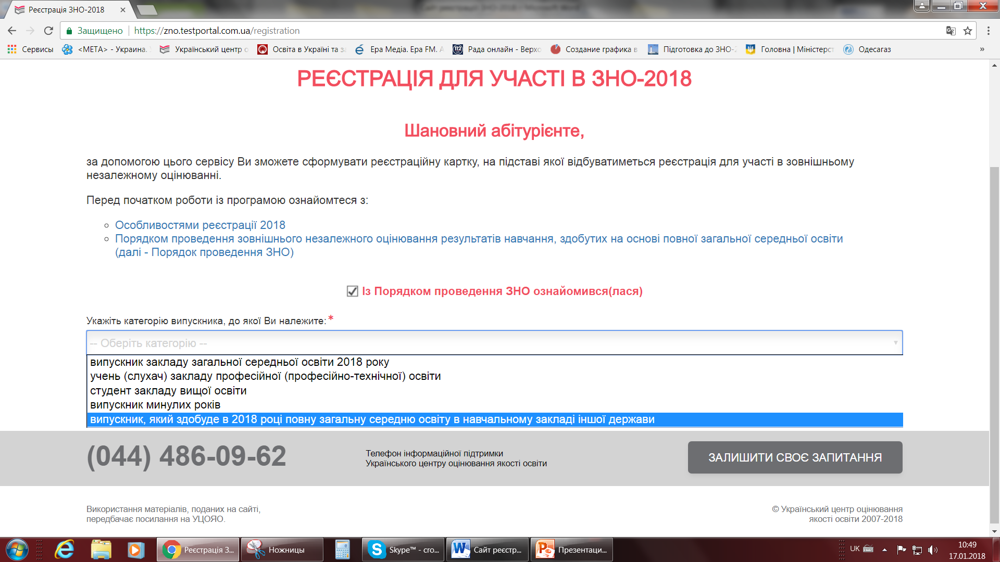 Реєстрація ЗНО-2018
Защищено https://zno.testportal.com.ua/registration
Сервисы <META> - Украина. Український центр о Освіта в Україні та за Ера Медіа. Ера FM. А Рада онлайн - Верхо Создание графика в Підготовка до ЗНО-2 Головна | Міністерст Одесагаз »
РЕЄСТРАЦІЯ ДЛЯ УЧАСТІ В ЗНО-2018
Шановний абітурієнте,
за допомогою цього сервісу Ви зможете сформувати реєстраційну картку, на підставі якої відбуватиметься реєстрація для участі в зовнішньому
незалежному оцінюванні.
Перед початком роботи із програмою ознайомтеся з:
Особливостями реєстрації 2018
Порядком проведення зовнішнього незалежного оцінювання результатів навчання, здобутих на основі повної загальної середньої освіти
(далі - Порядок проведення ЗНО)
Із Порядком проведення ЗНО ознайомився(лася)
Укажіть категорію випускника, до якої Ви належите:*
-- Оберіть категорію --
випускник закладу загальної середньої освіти 2018 року
учень (слухач) закладу професійної (професійно-технічної) освіти
студент закладу вищої освіти
випускник минулих років
випускник, який здобуде в 2018 році повну загальну середню освіту в навчальному закладі іншої держави
(044) 486-09-62
Телефон інформаційної підтримки
Українського центру оцінювання якості освіти
ЗАЛИШИТИ СВОЄ ЗАПИТАННЯ
Використання матеріалів, поданих на сайті,
передбачає посилання на УЦОЯО.
© Український центр оцінювання
якості освіти 2007-2018
Реєстрація З... Ножницы Skype™ - cro... Сайт реєстр... Презентаци... UK 10:49
17.01.2018